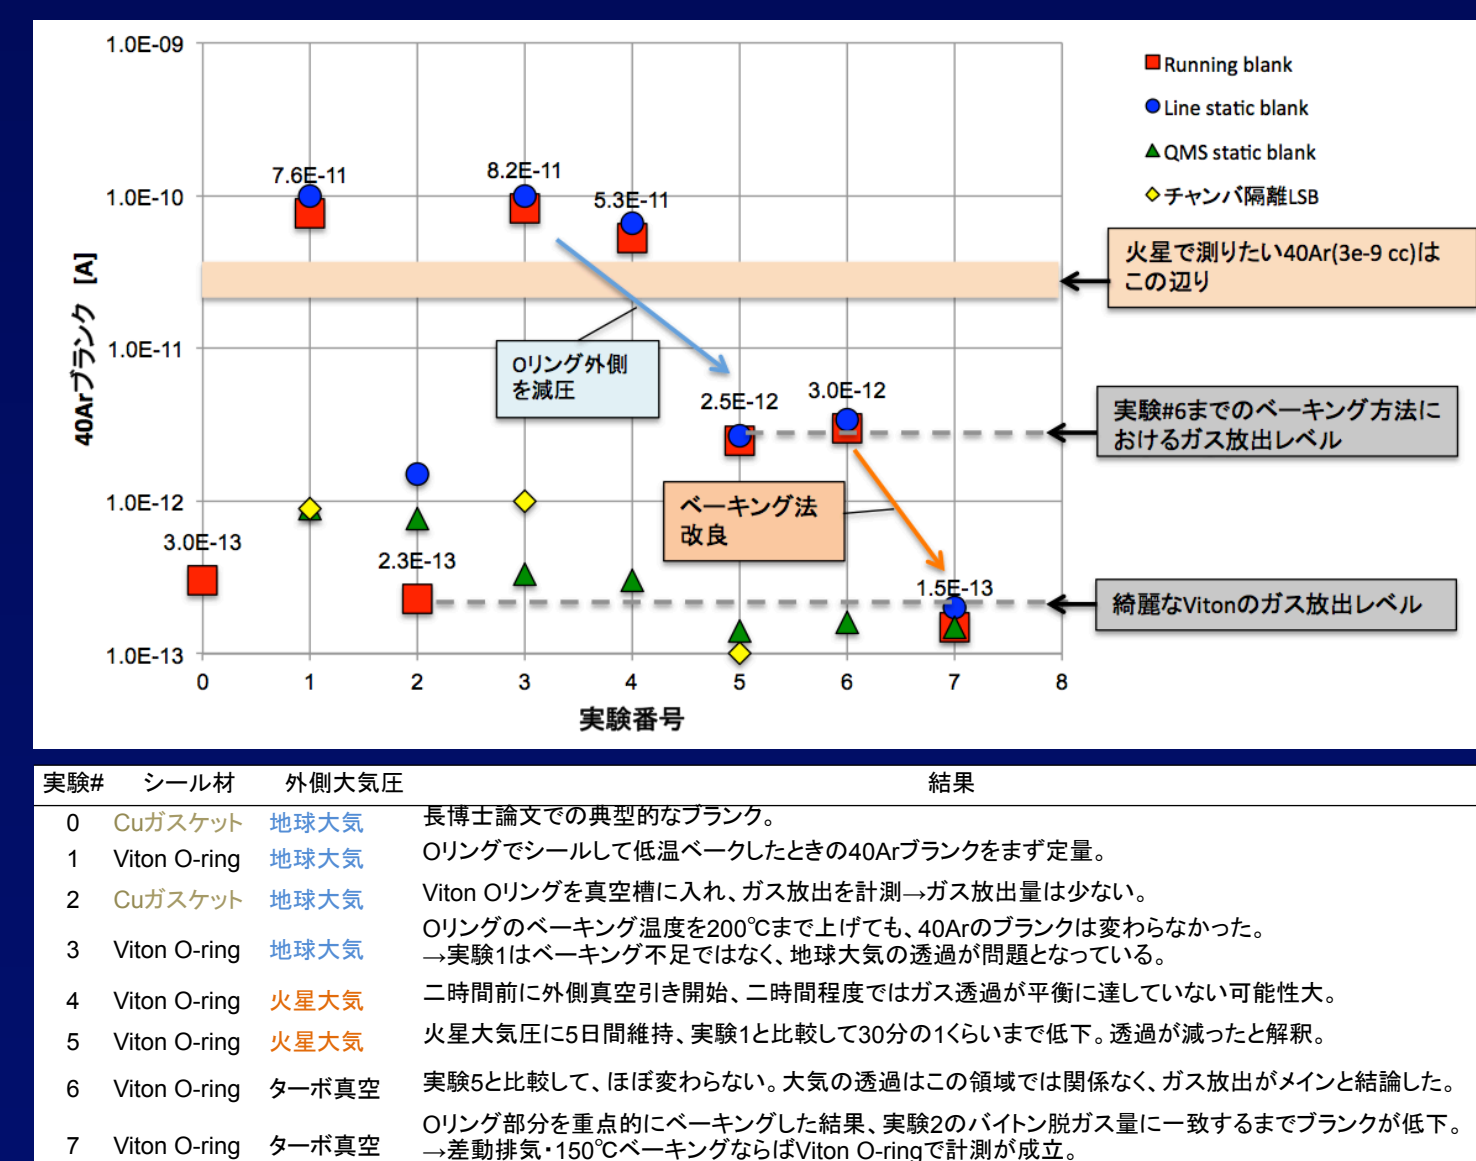 1.0E-09
1.0E-10
1.0E-11
1.0E-12
1.0E-13
40Arブランク [A]
0 1 2 3 4 5 6 7 8
実験番号
7.6E-11
8.2E-11
5.3E-11
2.5E-12
3.0E-12
3.0E-13
2.3E-13
1.5E-13
Oリング外側
を減圧
ベーキング法
改良
Running blank
Line static blank
QMS static blank
チャンバ隔離LSB
火星で測りたい40Ar(3e-9 cc)は
この辺り
実験#6までのベーキング方法に
おけるガス放出レベル
綺麗なVitonのガス放出レベル
実験# シール材 外側大気圧 結果
0 Cuガスケット 地球大気 長博士論文での典型的なブランク。
1 Viton O-ring 地球大気 Oリングでシールして低温ベークしたときの40Arブランクをまず定量。
2 Cuガスケット 地球大気 Viton Oリングを真空槽に入れ、ガス放出を計測→ガス放出量は少ない。
3 Viton O-ring 地球大気 Oリングのベーキング温度を200℃まで上げても、40Arのブランクは変わらなかった。
→実験1はベーキング不足ではなく、地球大気の透過が問題となっている。
4 Viton O-ring 火星大気 二時間前に外側真空引き開始、二時間程度ではガス透過が平衡に達していない可能性大。
5 Viton O-ring 火星大気 火星大気圧に5日間維持、実験1と比較して30分の1くらいまで低下。透過が減ったと解釈。
6 Viton O-ring ターボ真空 実験5と比較して、ほぼ変わらない。大気の透過はこの領域では関係なく、ガス放出がメインと結論した。
7 Viton O-ring ターボ真空 Oリング部分を重点的にベーキングした結果、実験2のバイトン脱ガス量に一致するまでブランクが低下。
→差動排気・150℃ベーキングならばViton O-ringで計測が成立。